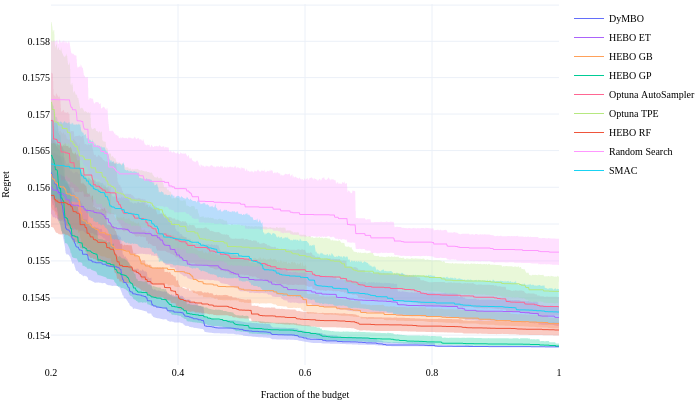 0.158
0.1575
0.157
0.1565
0.156
0.1555
0.155
0.1545
0.154
Regret
0.2
0.4
0.6
0.8
1
Fraction of the budget
DyMBO
HEBO ET
HEBO GB
HEBO GP
Optuna AutoSampler
Optuna TPE
HEBO RF
Random Search
SMAC